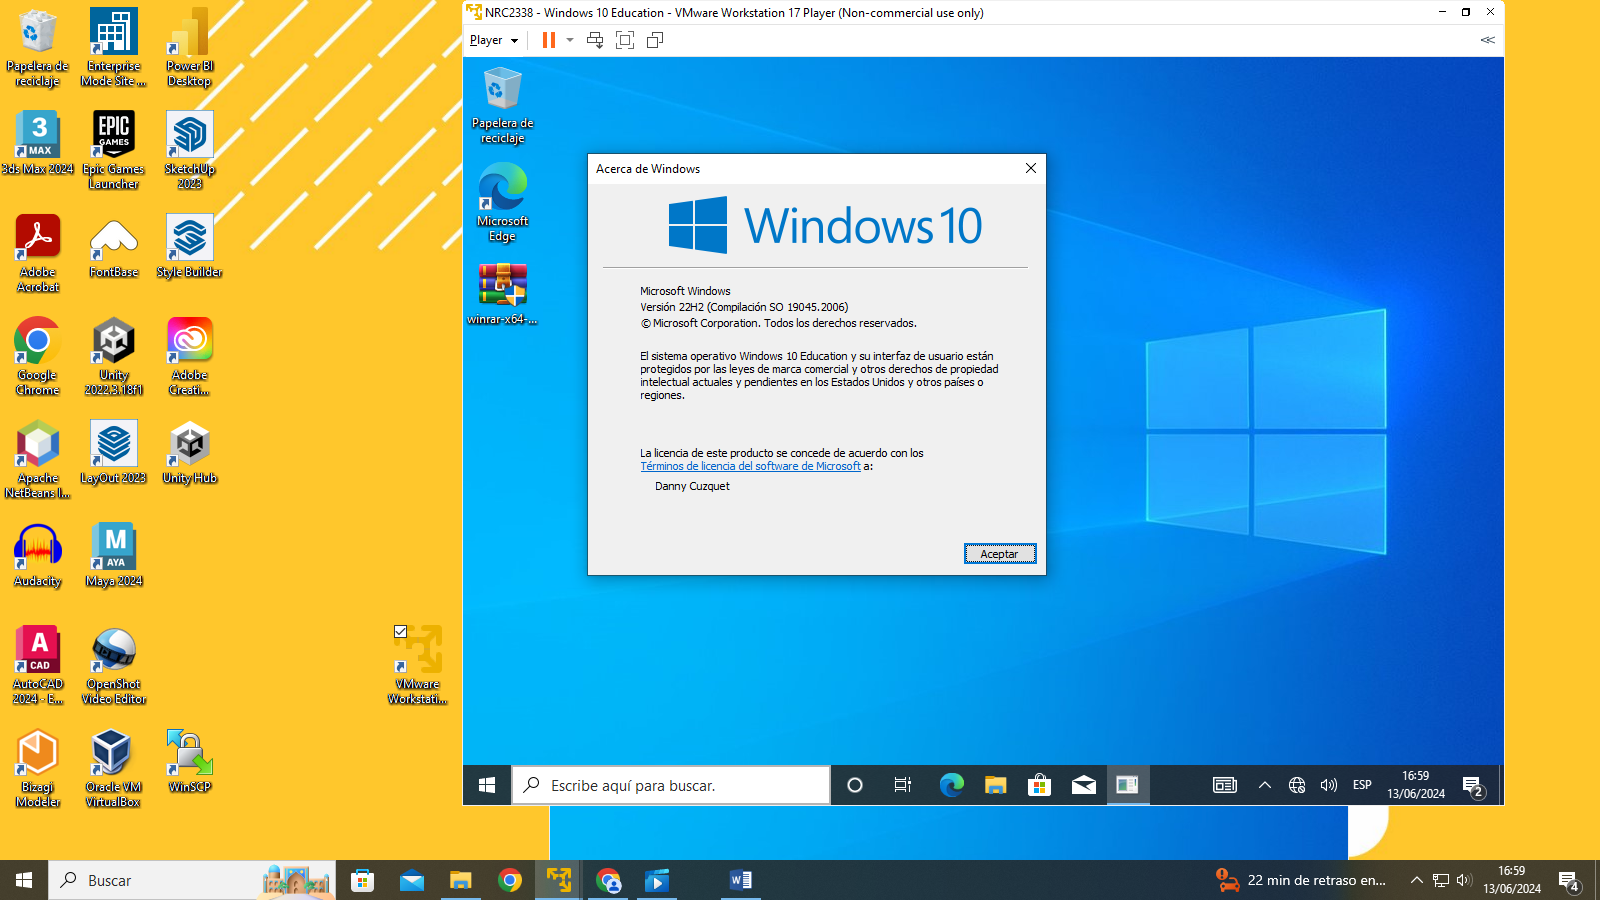 Papelera de
reciclaje
Enterprise
Mode Site ...
Power BI
Desktop
3ds Max 2024
Epic Games
Launcher
SketchUp
2023
Adobe
Acrobat
FontBase
Style Builder
Google
Chrome
Unity
2022.3.18f1
Adobe
Creati...
Apache
NetBeans I...
LayOut 2023
Unity Hub
Audacity
Maya 2024
AutoCAD
2024 - E...
OpenShot
Video Editor
VMware
Workstati...
Bizagi
Modeler
Oracle VM
VirtualBox
WinSCP
3
MAX
EPIC
GAMES
M
AYA
A
CAD
NRC2338 - Windows 10 Education - VMware Workstation 17 Player (Non-commercial use only)
Player
Papelera de
reciclaje
Microsoft
Edge
winrar-x64-...
Acerca de Windows
Windows 10
Microsoft Windows
Versión 22H2 (Compilación SO 19045.2006)
© Microsoft Corporation. Todos los derechos reservados.
El sistema operativo Windows 10 Education y su interfaz de usuario están
protegidos por las leyes de marca comercial y otros derechos de propiedad
intelectual actuales y pendientes en los Estados Unidos y otros países o
regiones.
La licencia de este producto se concede de acuerdo con los
Términos de licencia del software de Microsoft a:
Danny Cuzquet
Aceptar
Escribe aquí para buscar.
ESP
16:59
13/06/2024
2
Buscar
22 min de retraso en...
16:59
13/06/2024
4